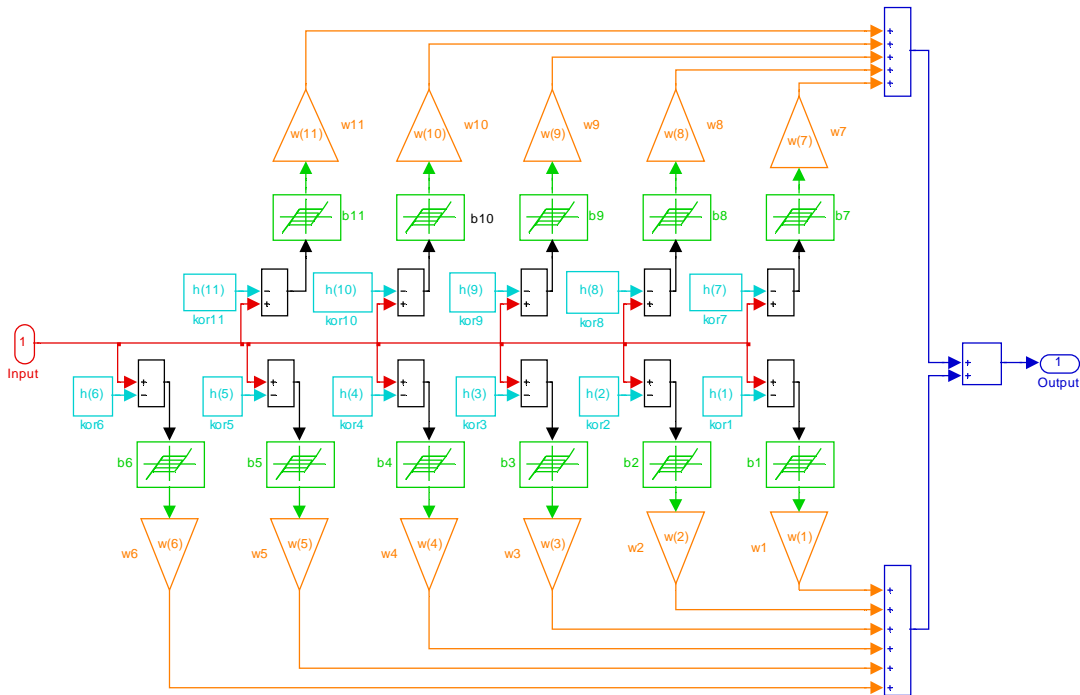 w11
w10
w9
w8
w7
w(11)
w(10)
w(9)
w(8)
w(7)
b11
b10
b9
b8
b7
h(11)
h(10)
h(9)
h(8)
h(7)
kor11
kor10
kor9
kor8
kor7
1
Input
1
Output
h(6)
h(5)
h(4)
h(3)
h(2)
h(1)
kor6
kor5
kor4
kor3
kor2
kor1
b6
b5
b4
b3
b2
b1
w(6)
w(5)
w(4)
w(3)
w(2)
w(1)
w6
w5
w4
w3
w2
w1